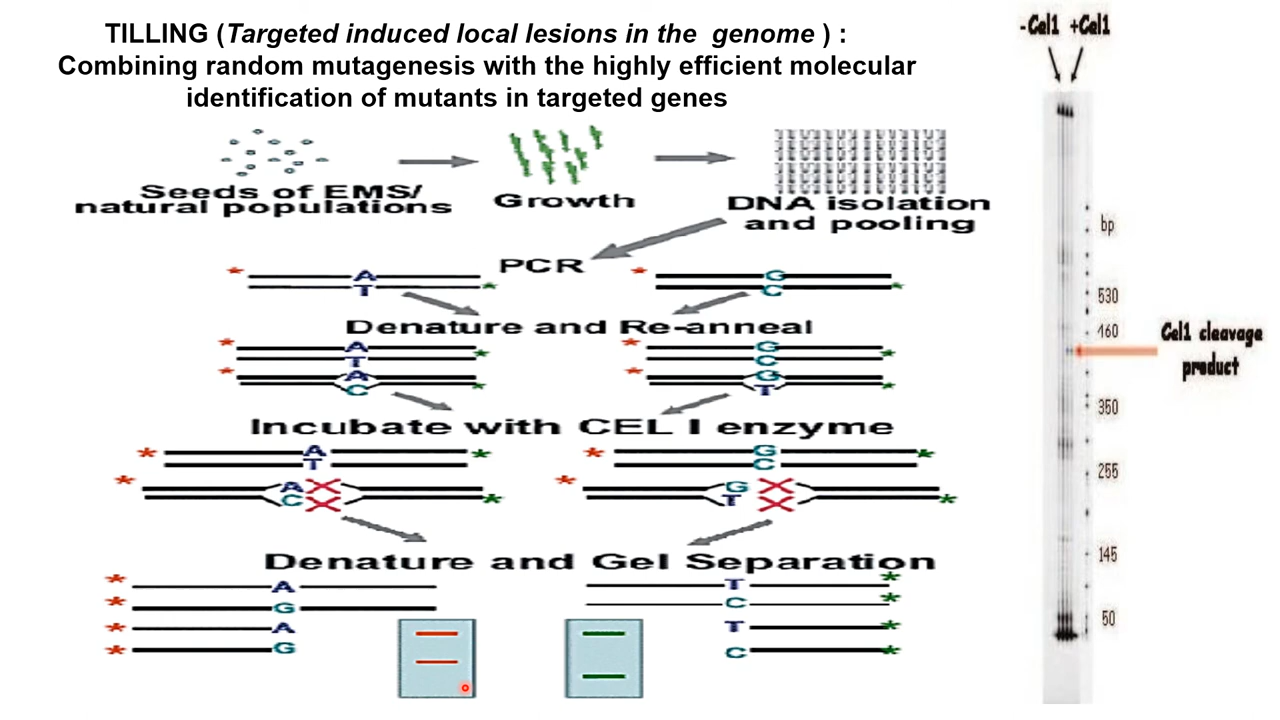 TILLING (Targeted induced local lesions in the genome ) :
Combining random mutagenesis with the highly efficient molecular
identification of mutants in targeted genes
Seeds of EMS/
natural populations
Growth
DNA isolation
and pooling
PCR
* A *
T
* G *
C
Denature and Re-anneal
* A *
T
* A *
C
* G *
C
* G *
T
Incubate with CEL I enzyme
* A *
T
* G *
C
* A
C *
* G
T *
Denature and Gel Separation
* A
* G
* A
* G
T *
C *
T *
C *
-Cel1 +Cel1
bp
530
460
350
255
145
50
Cel1 cleavage
product